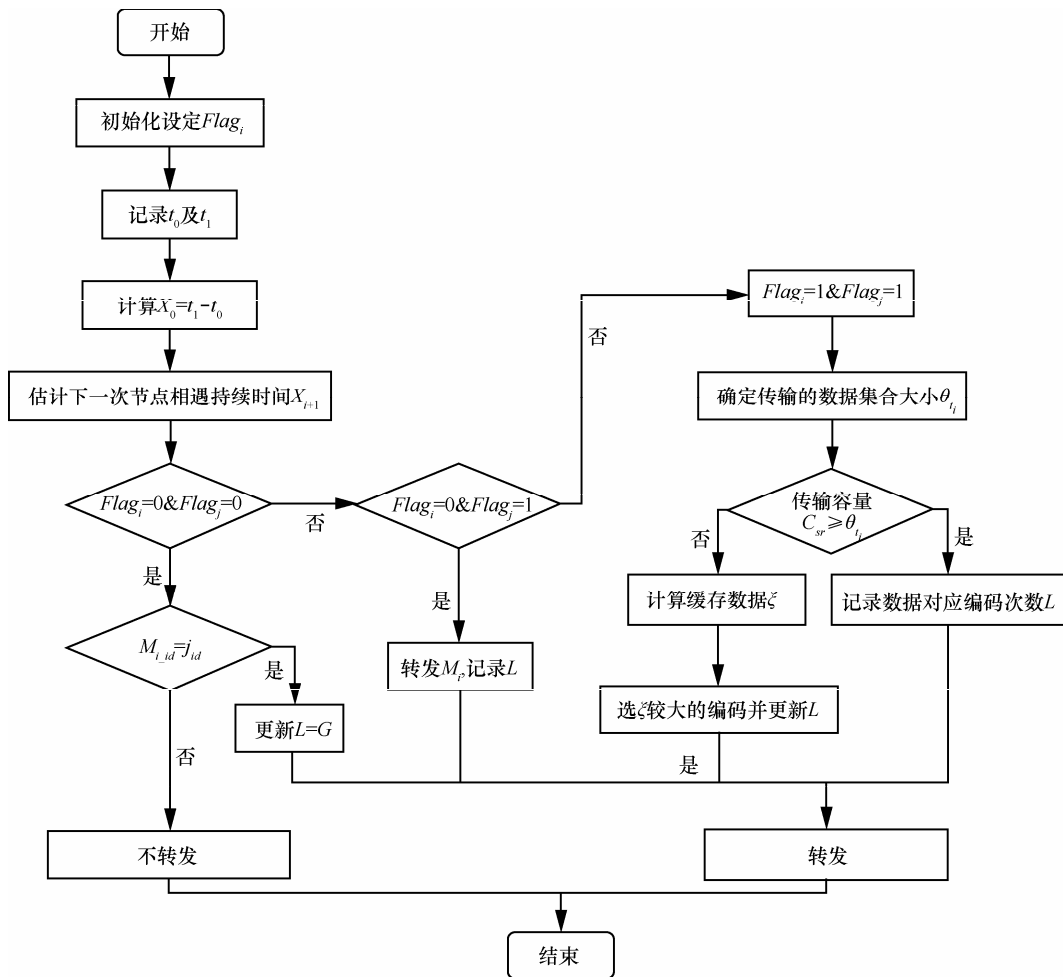 开始
初始化设定Flag_i
记录t_0及t_1
计算X_0=t_1-t_0
估计下一次节点相遇持续时间X_{i+1}
Flag_i=0&Flag_j=0
否
是
Flag_i=0&Flag_j=1
否
是
Flag_i=1&Flag_j=1
确定传输的数据集合大小θ_{t_i}
传输容量
C_{sr}≥θ_{t_i}
否
是
计算缓存数据ξ
记录数据对应编码次数L
选ξ较大的编码并更新L
是
M_{i_id}=j_{id}
是
否
更新L=G
转发M_i,记录L
不转发
转发
结束